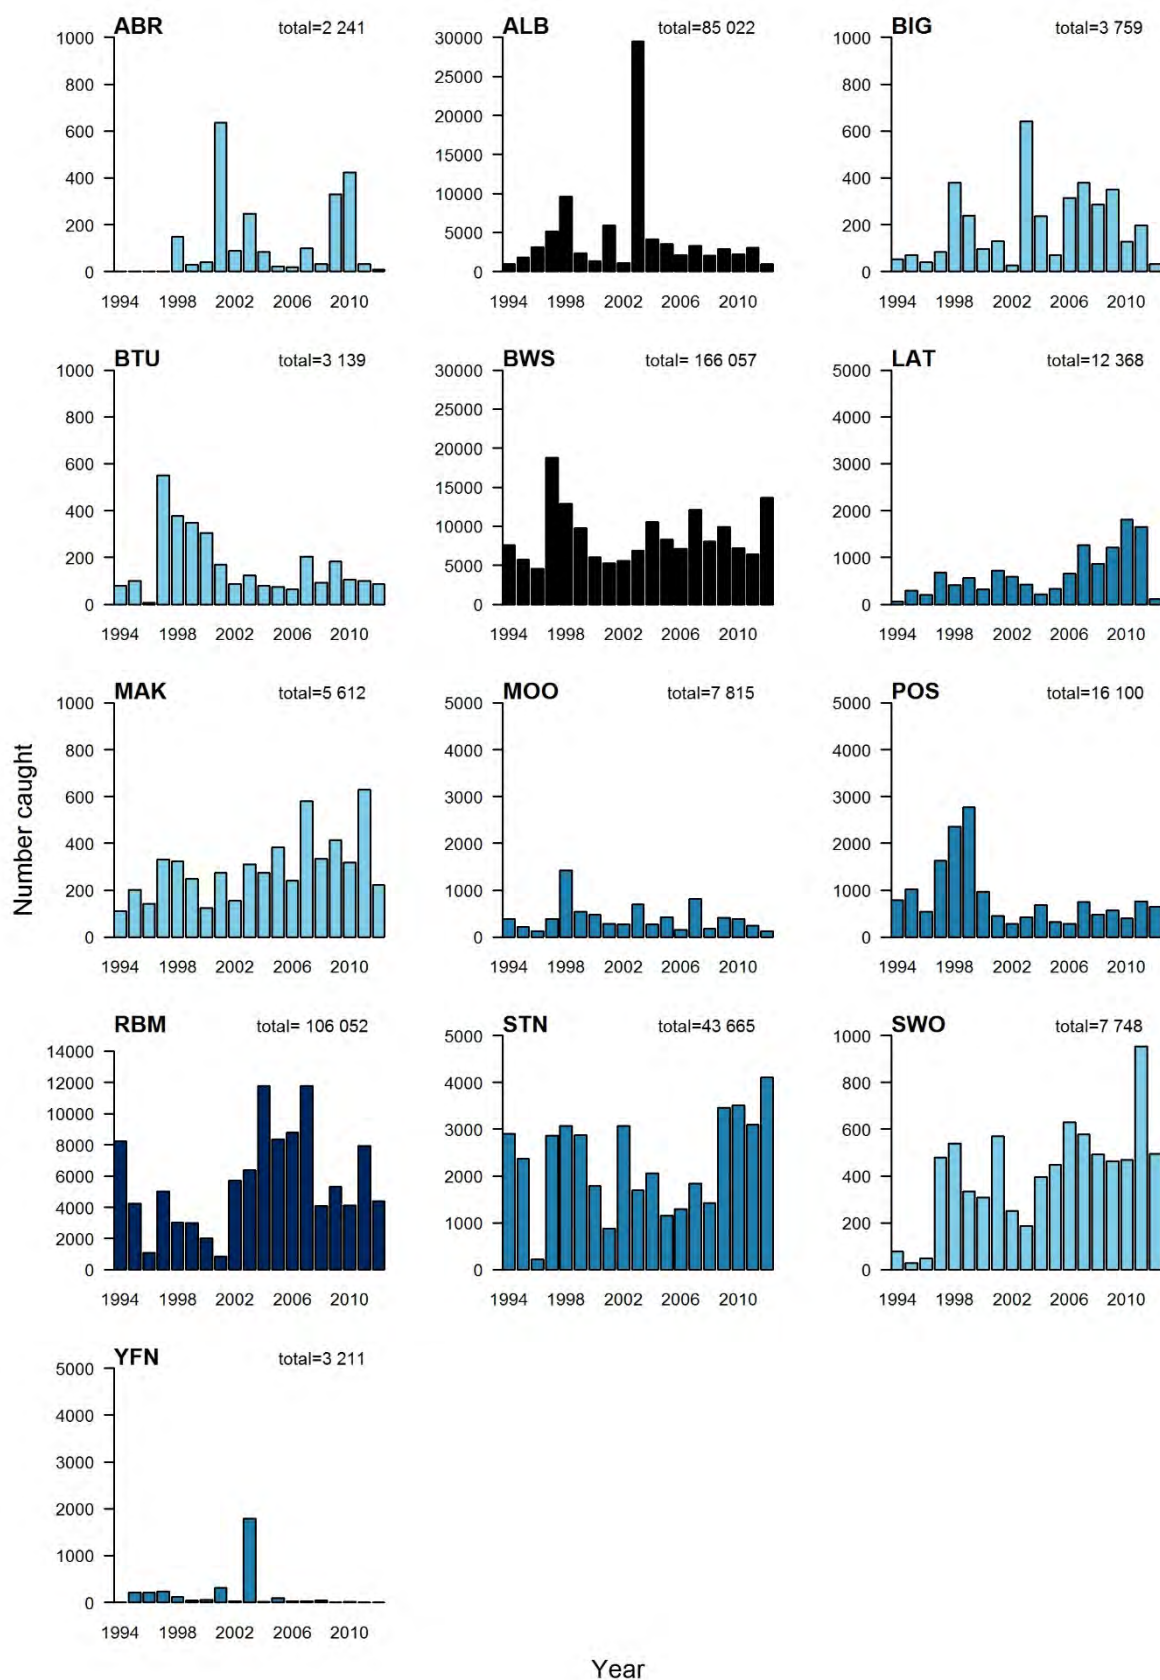 ABR total=2 241
1000
800
600
400
200
0
1994 1998 2002 2006 2010
ALB total=85 022
30000
25000
20000
15000
10000
5000
0
1994 1998 2002 2006 2010
BIG total=3 759
1000
800
600
400
200
0
1994 1998 2002 2006 2010
BTU total=3 139
1000
800
600
400
200
0
1994 1998 2002 2006 2010
BWS total= 166 057
30000
25000
20000
15000
10000
5000
0
1994 1998 2002 2006 2010
LAT total=12 368
5000
4000
3000
2000
1000
0
1994 1998 2002 2006 2010
Number caught
MAK total=5 612
1000
800
600
400
200
0
1994 1998 2002 2006 2010
MOO total=7 815
5000
4000
3000
2000
1000
0
1994 1998 2002 2006 2010
POS total=16 100
5000
4000
3000
2000
1000
0
1994 1998 2002 2006 2010
RBM total= 106 052
14000
12000
10000
8000
6000
4000
2000
0
1994 1998 2002 2006 2010
STN total=43 665
5000
4000
3000
2000
1000
0
1994 1998 2002 2006 2010
SWO total=7 748
1000
800
600
400
200
0
1994 1998 2002 2006 2010
YFN total=3 211
5000
4000
3000
2000
1000
0
1994 1998 2002 2006 2010
Year